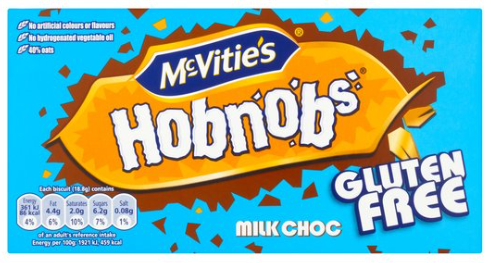 No artificial colours or flavours
No hydrogenated vegetable oil
40% oats
McVitie's
Hobnobs
GLUTEN
FREE
MILK CHOC
Each biscuit (18.8g) contains
Energy 361 kJ 86 kcal 4%
Fat 4.4g 6%
Saturates 2.0g 10%
Sugars 6.2g 7%
Salt 0.08g 1%
of an adult's reference intake
Energy per 100g: 1921 kJ, 459 kcal